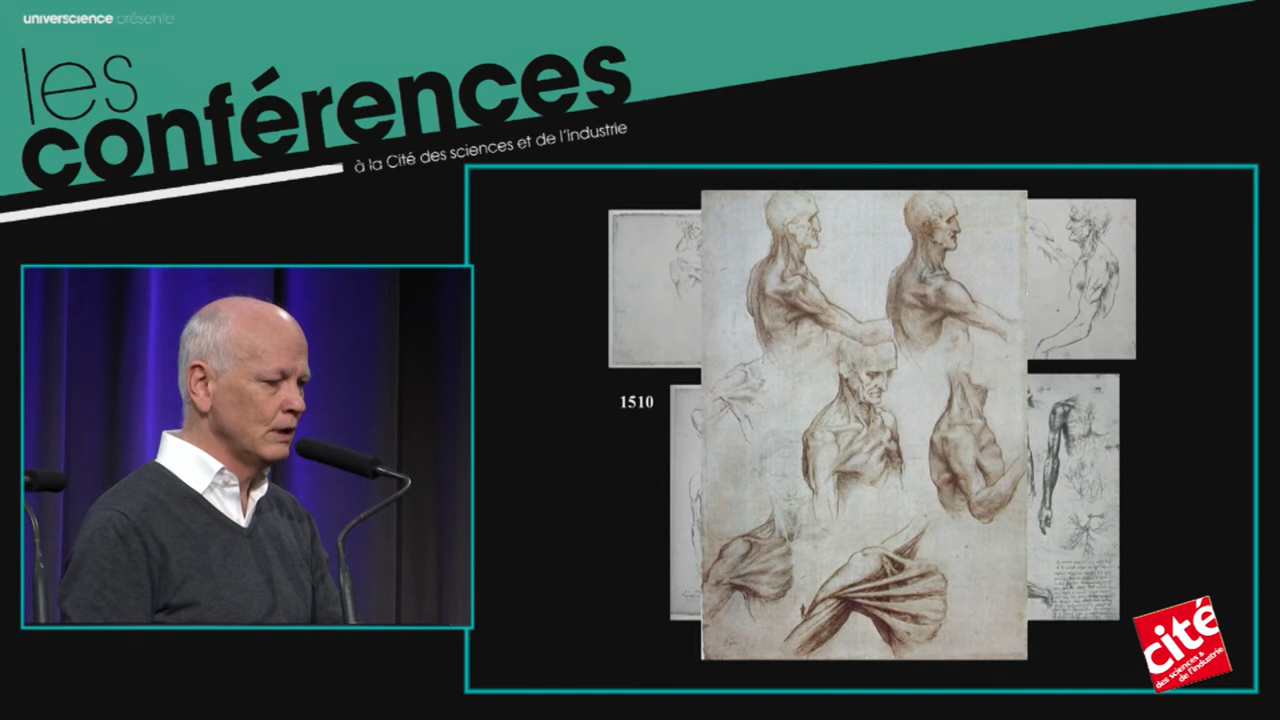 universcience présente
les
conférences
à la Cité des sciences et de l'industrie
1510
cité
des sciences &
de l'industrie